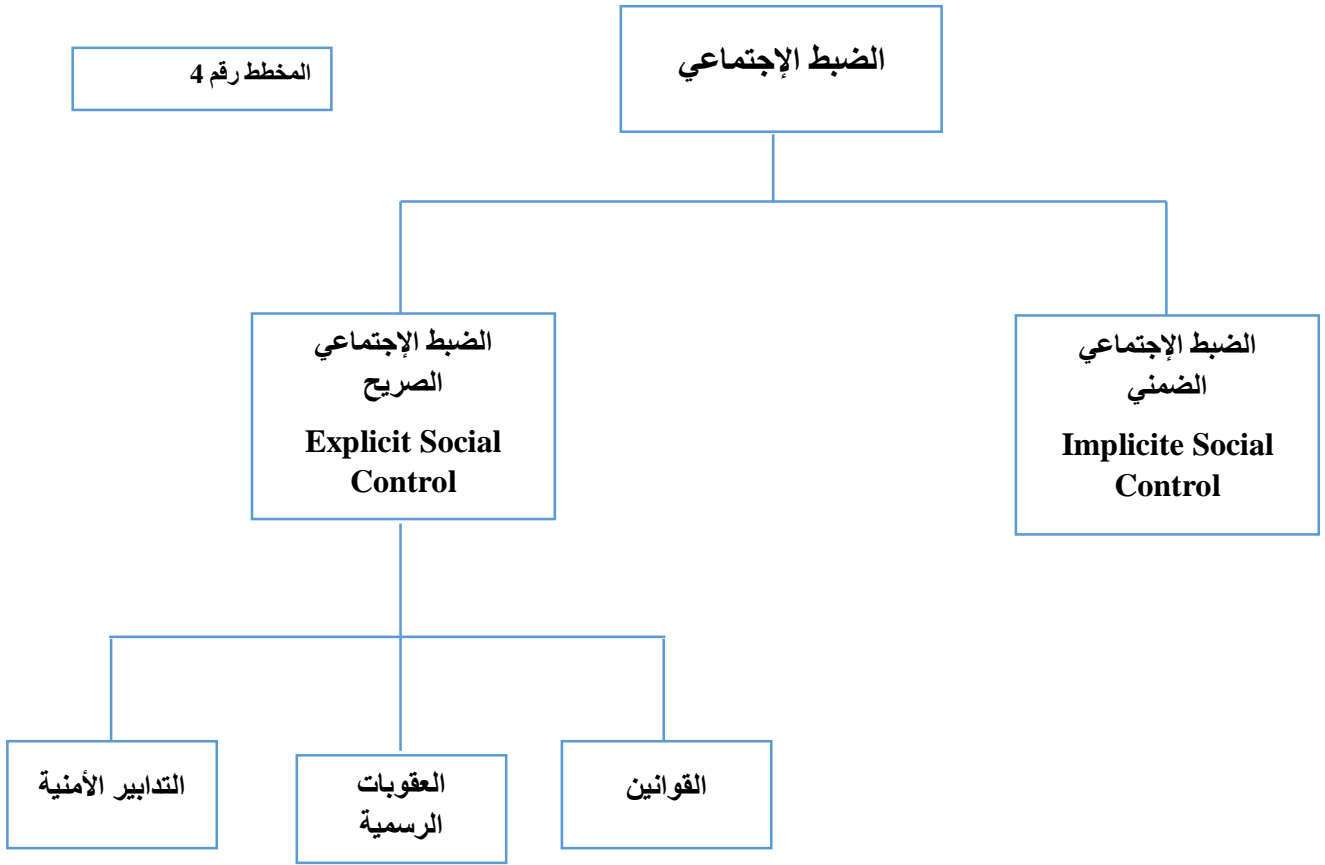 الضبط الإجتماعي
المخطط رقم 4
الضبط الإجتماعي
الضمني
Implicite Social
Control
الضبط الإجتماعي
الصريح
Explicit Social
Control
القوانين
العقوبات
الرسمية
التدابير الأمنية